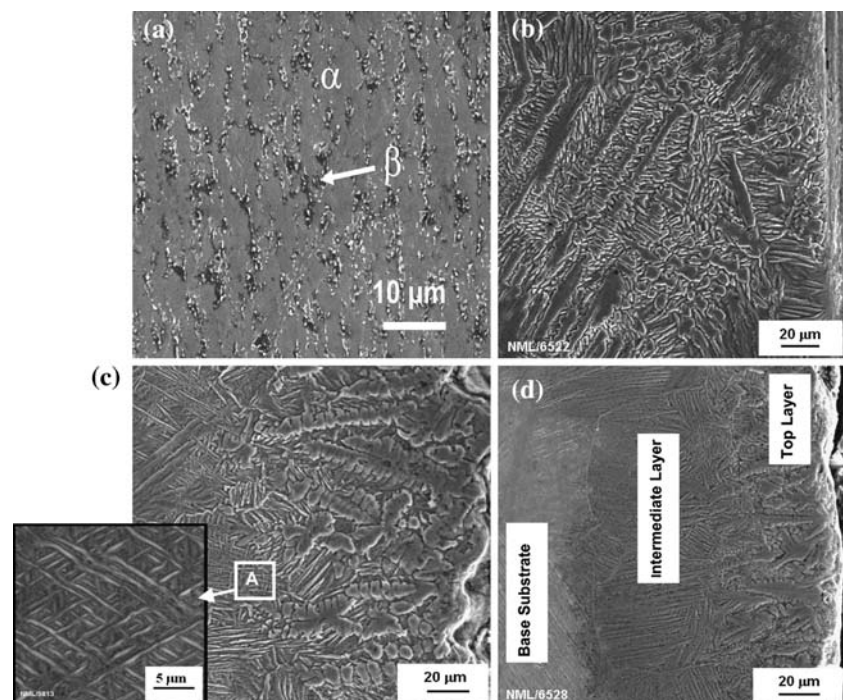 (a)
α
β
10 µm
(b)
NML/6522
20 µm
(c)
A
5 µm
20 µm
(d)
Base Substrate
Intermediate Layer
Top Layer
NML/6528
20 µm